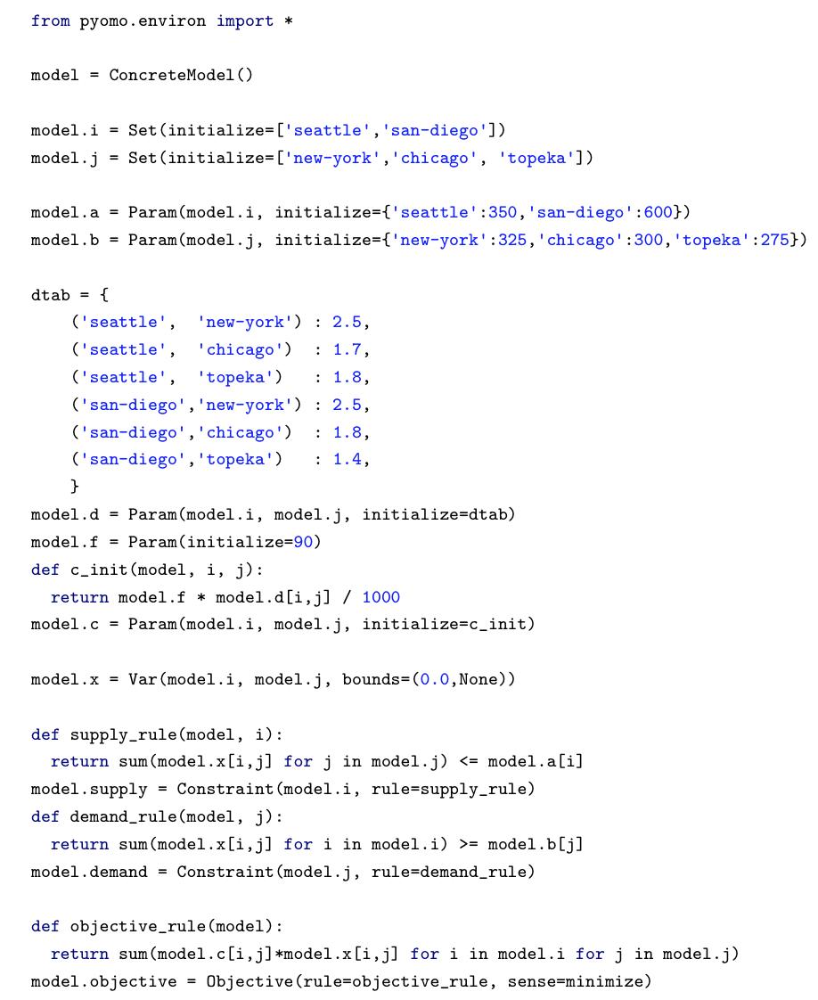 from pyomo.environ import *

model = ConcreteModel()

model.i = Set(initialize=['seattle','san-diego'])
model.j = Set(initialize=['new-york','chicago', 'topeka'])

model.a = Param(model.i, initialize={'seattle':350,'san-diego':600})
model.b = Param(model.j, initialize={'new-york':325,'chicago':300,'topeka':275})

dtab = {
    ('seattle',  'new-york') : 2.5,
    ('seattle',  'chicago')  : 1.7,
    ('seattle',  'topeka')   : 1.8,
    ('san-diego','new-york') : 2.5,
    ('san-diego','chicago')  : 1.8,
    ('san-diego','topeka')   : 1.4,
    }
model.d = Param(model.i, model.j, initialize=dtab)
model.f = Param(initialize=90)
def c_init(model, i, j):
  return model.f * model.d[i,j] / 1000
model.c = Param(model.i, model.j, initialize=c_init)

model.x = Var(model.i, model.j, bounds=(0.0,None))

def supply_rule(model, i):
  return sum(model.x[i,j] for j in model.j) <= model.a[i]
model.supply = Constraint(model.i, rule=supply_rule)
def demand_rule(model, j):
  return sum(model.x[i,j] for i in model.i) >= model.b[j]
model.demand = Constraint(model.j, rule=demand_rule)

def objective_rule(model):
  return sum(model.c[i,j]*model.x[i,j] for i in model.i for j in model.j)
model.objective = Objective(rule=objective_rule, sense=minimize)